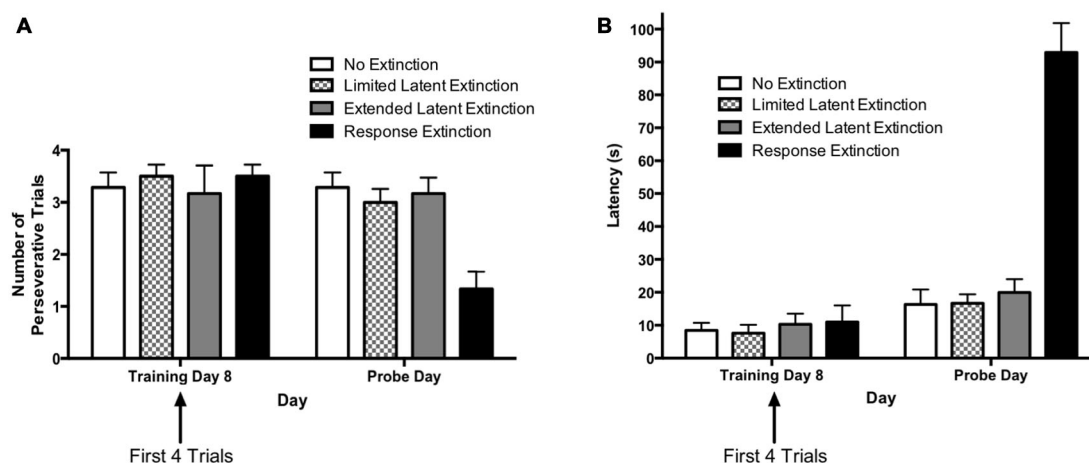 A
No Extinction
Limited Latent Extinction
Extended Latent Extinction
Response Extinction
Number of
Perseverative Trials
4
3
2
1
0
Training Day 8
Probe Day
Day
First 4 Trials
B
No Extinction
Limited Latent Extinction
Extended Latent Extinction
Response Extinction
Latency (s)
100
90
80
70
60
50
40
30
20
10
0
Training Day 8
Probe Day
Day
First 4 Trials